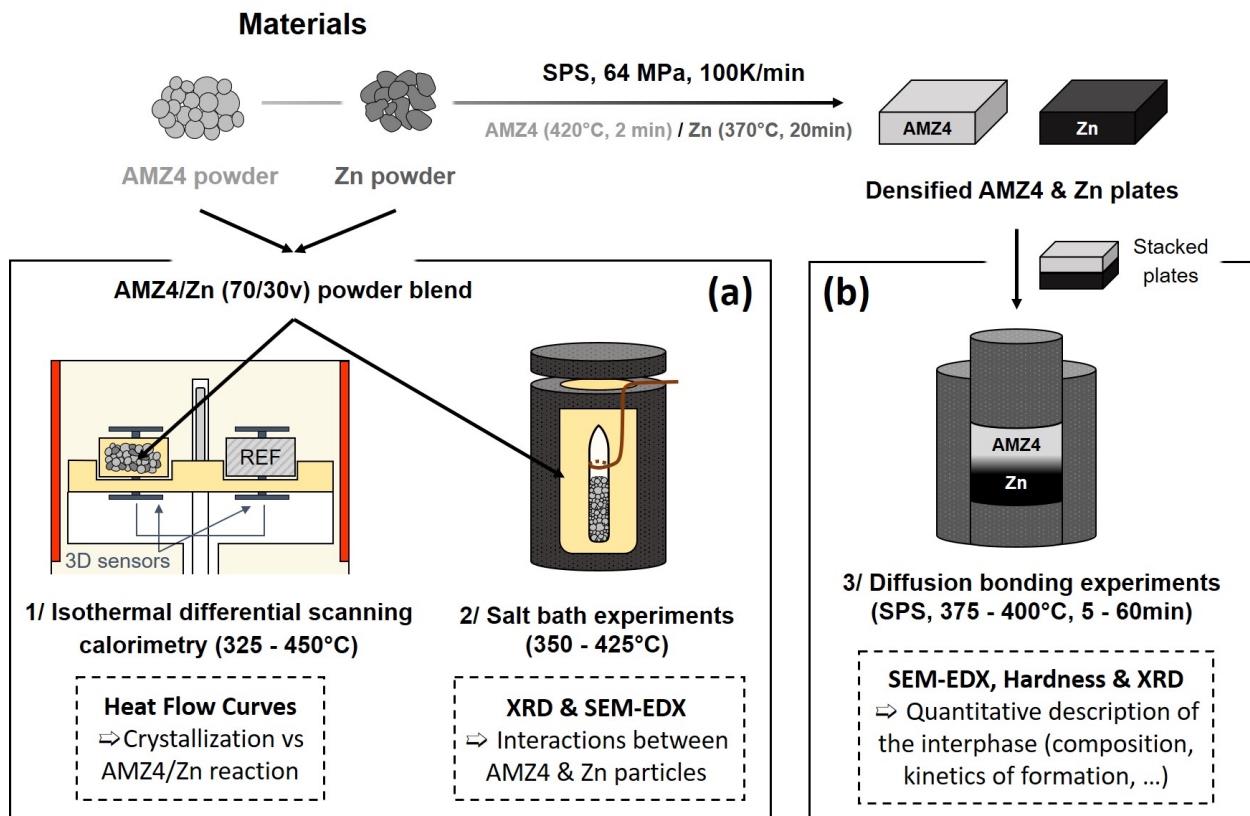 Materials
SPS, 64 MPa, 100K/min
AMZ4 (420°C, 2 min) / Zn (370°C, 20min)
AMZ4 powder
Zn powder
AMZ4
Zn
Densified AMZ4 & Zn plates
Stacked
plates
AMZ4/Zn (70/30v) powder blend
(a)
REF
3D sensors
1/ Isothermal differential scanning
calorimetry (325 - 450°C)
Heat Flow Curves
⇨Crystallization vs
AMZ4/Zn reaction
2/ Salt bath experiments
(350 - 425°C)
XRD & SEM-EDX
⇨ Interactions between
AMZ4 & Zn particles
(b)
AMZ4
Zn
3/ Diffusion bonding experiments
(SPS, 375 - 400°C, 5 - 60min)
SEM-EDX, Hardness & XRD
⇨ Quantitative description of
the interphase (composition,
kinetics of formation, ...)